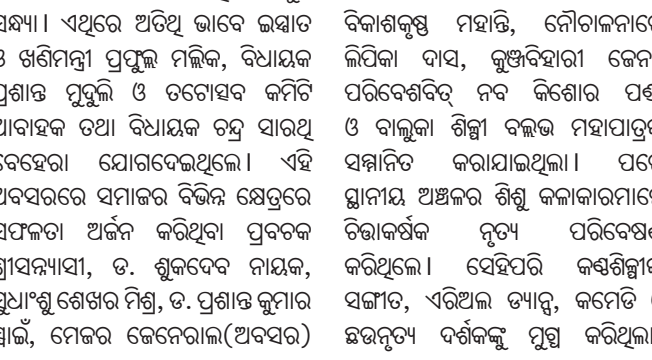 ସନ୍ଧ୍ୟା। ଏଥିରେ ଅତିଥି ଭାବେ ଇସ୍ପାତ
ଓ ଖଣିମନ୍ତ୍ରୀ ପ୍ରଫୁଲ୍ଲ ମଲ୍ଲିକ, ବିଧାୟକ
ପ୍ରଶାନ୍ତ ମୁଦୁଲି ଓ ତଟୋତ୍ସବ କମିଟି
ଆବାହକ ତଥା ବିଧାୟକ ଚନ୍ଦ୍ର ସାରଥି
ବେହେରା ଯୋଗଦେଇଥିଲେ। ଏହି
ଅବସରରେ ସମାଜର ବିଭିନ୍ନ କ୍ଷେତ୍ରରେ
ସଫଳତା ଅର୍ଜନ କରିଥିବା ପ୍ରବଚକ
ଶ୍ରୀସନ୍ନ୍ୟାସୀ, ଡ. ଶୁକଦେବ ନାୟକ,
ସୁଧାଂଶୁ ଶେଖର ମିଶ୍ର, ଡ. ପ୍ରଶାନ୍ତ କୁମାର
ସ୍ୱାଇଁ, ମେଜର ଜେନେରାଲ(ଅବସର)
ବିକାଶକୃଷ୍ଣ ମହାନ୍ତି, ନୌଚାଳନାରେ
ଲିପିକା ଦାସ, କୁଞ୍ଜବିହାରୀ ଜେନା
ପରିବେଶବିତ୍ ନବ କିଶୋର ପଣ୍ଡା
ଓ ବାଲୁକା ଶିଳ୍ପୀ ବଲ୍ଲଭ ମହାପାତ୍ରଙ୍କୁ
ସମ୍ମାନିତ କରାଯାଇଥିଲା। ପରେ
ସ୍ଥାନୀୟ ଅଞ୍ଚଳର ଶିଶୁ କଳାକାରମାନେ
ଚିତ୍ତାକର୍ଷକ ନୃତ୍ୟ ପରିବେଷଣ
କରିଥିଲେ। ସେହିପରି କଣ୍ଠଶିଳ୍ପୀଙ୍କ
ସଙ୍ଗୀତ, ଏରିଅଲ ଡ୍ୟାନ୍ସ, କମେଡି ଓ
ଛଉନୃତ୍ୟ ଦର୍ଶକଙ୍କୁ ମୁଗ୍ଧ କରିଥିଲା